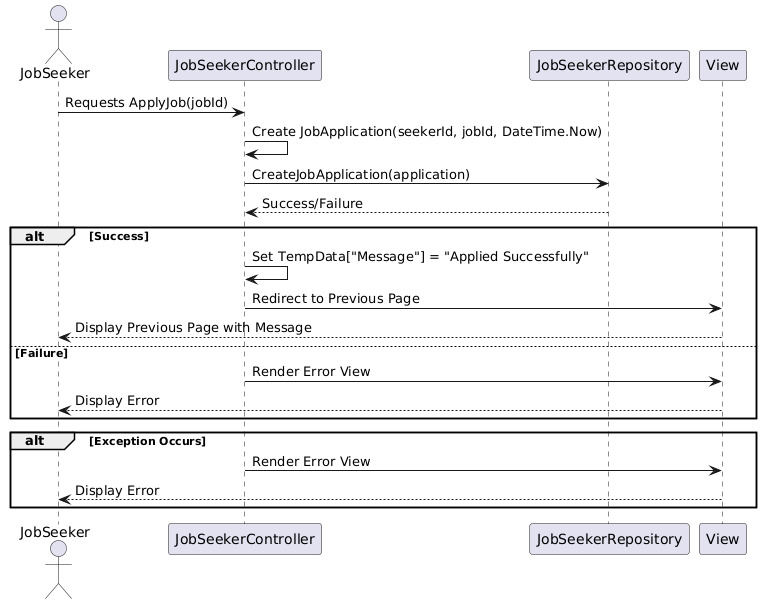 JobSeeker
JobSeekerController
JobSeekerRepository
View
Requests ApplyJob(jobId)
Create JobApplication(seekerId, jobId, DateTime.Now)
CreateJobApplication(application)
Success/Failure
alt
[Success]
Set TempData["Message"] = "Applied Successfully"
Redirect to Previous Page
Display Previous Page with Message
[Failure]
Render Error View
Display Error
alt
[Exception Occurs]
Render Error View
Display Error
JobSeeker
JobSeekerController
JobSeekerRepository
View